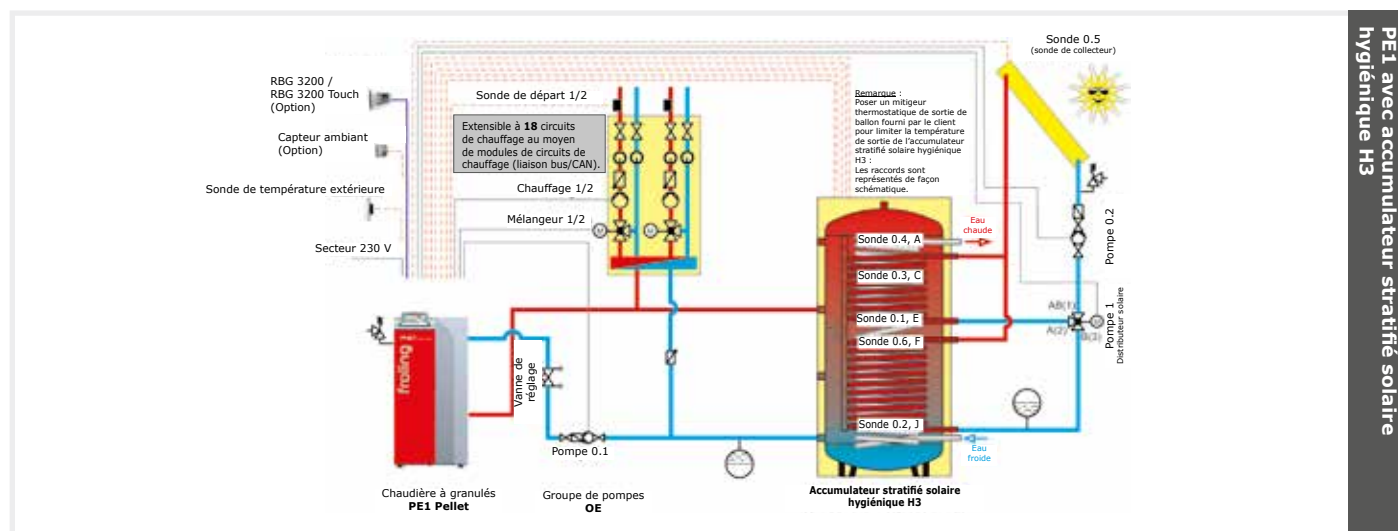 PE1 avec accumulateur stratifié solaire
hygiénique H3
Sonde 0.5
(sonde de collecteur)
RBG 3200 /
RBG 3200 Touch
(Option)
Sonde de départ 1/2
Remarque :
Poser un mitigeur
thermostatique de sortie de
ballon fourni par le client
pour limiter la température
de sortie de l'accumulateur
stratifié solaire hygiénique
H3 :
Les raccords sont
représentés de façon
schématique.
Extensible à 18 circuits
de chauffage au moyen
de modules de circuits de
chauffage (liaison bus/CAN).
Capteur ambiant
(Option)
Sonde de température extérieure
Chauffage 1/2
Mélangeur 1/2
M
M
Secteur 230 V
Eau
chaude
Pompe 0.2
Sonde 0.4, A
Sonde 0.3, C
Sonde 0.1, E
Sonde 0.6, F
Sonde 0.2, J
AB(1)
A(2)
B(3)
M
Pompe 1
Distributeur solaire
froling
Vanne de
réglage
Pompe 0.1
Eau
froide
Chaudière à granulés
PE1 Pellet
Groupe de pompes
OE
Accumulateur stratifié solaire
hygiénique H3